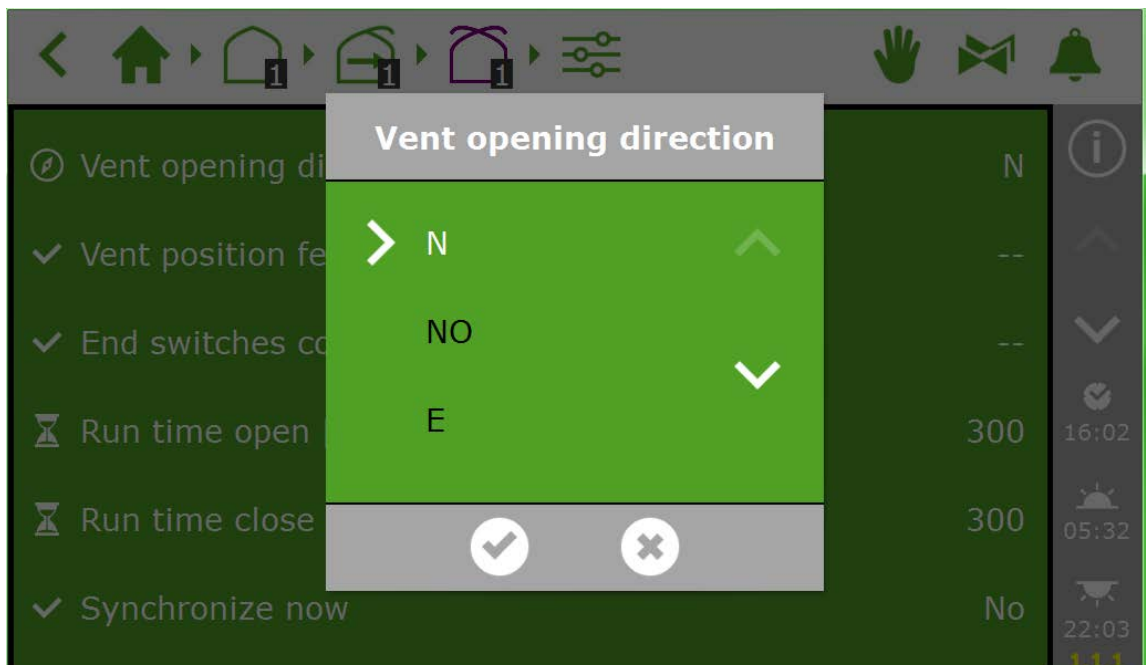 1 1 1
Vent opening direction
Vent opening di N
N
Vent position fe --
NO
End switches co --
E
Run time open 300
16:02
Run time close 300
05:32
Synchronize now No
22:03